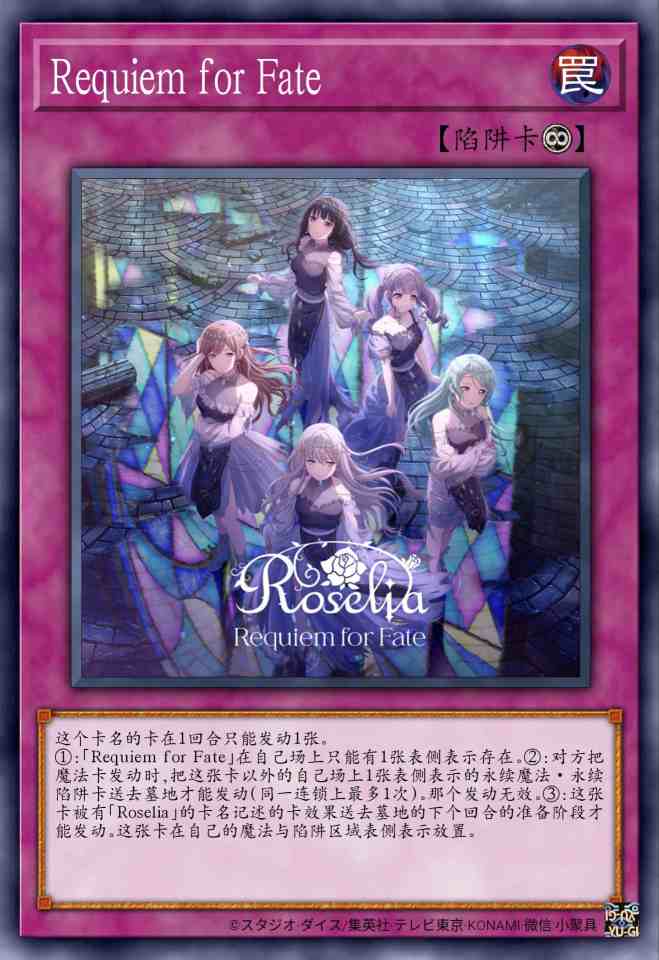 Requiem for Fate
罠
【陷阱卡♾】
Roselia
Requiem for Fate
这个卡名的卡在1回合只能发动1张。
①:「Requiem for Fate」在自己场上只能有1张表侧表示存在。②:对方把
魔法卡发动时,把这张卡以外的自己场上1张表侧表示的永续魔法・永续
陷阱卡送去墓地才能发动(同一连锁上最多1次)。那个发动无效。③:这张
卡被有「Roselia」的卡名记述的卡效果送去墓地的下个回合的准备阶段才
能发动。这张卡在自己的魔法与陷阱区域表侧表示放置。
©スタジオ・ダイス/集英社・テレビ東京・KONAMI・微信・小聚具